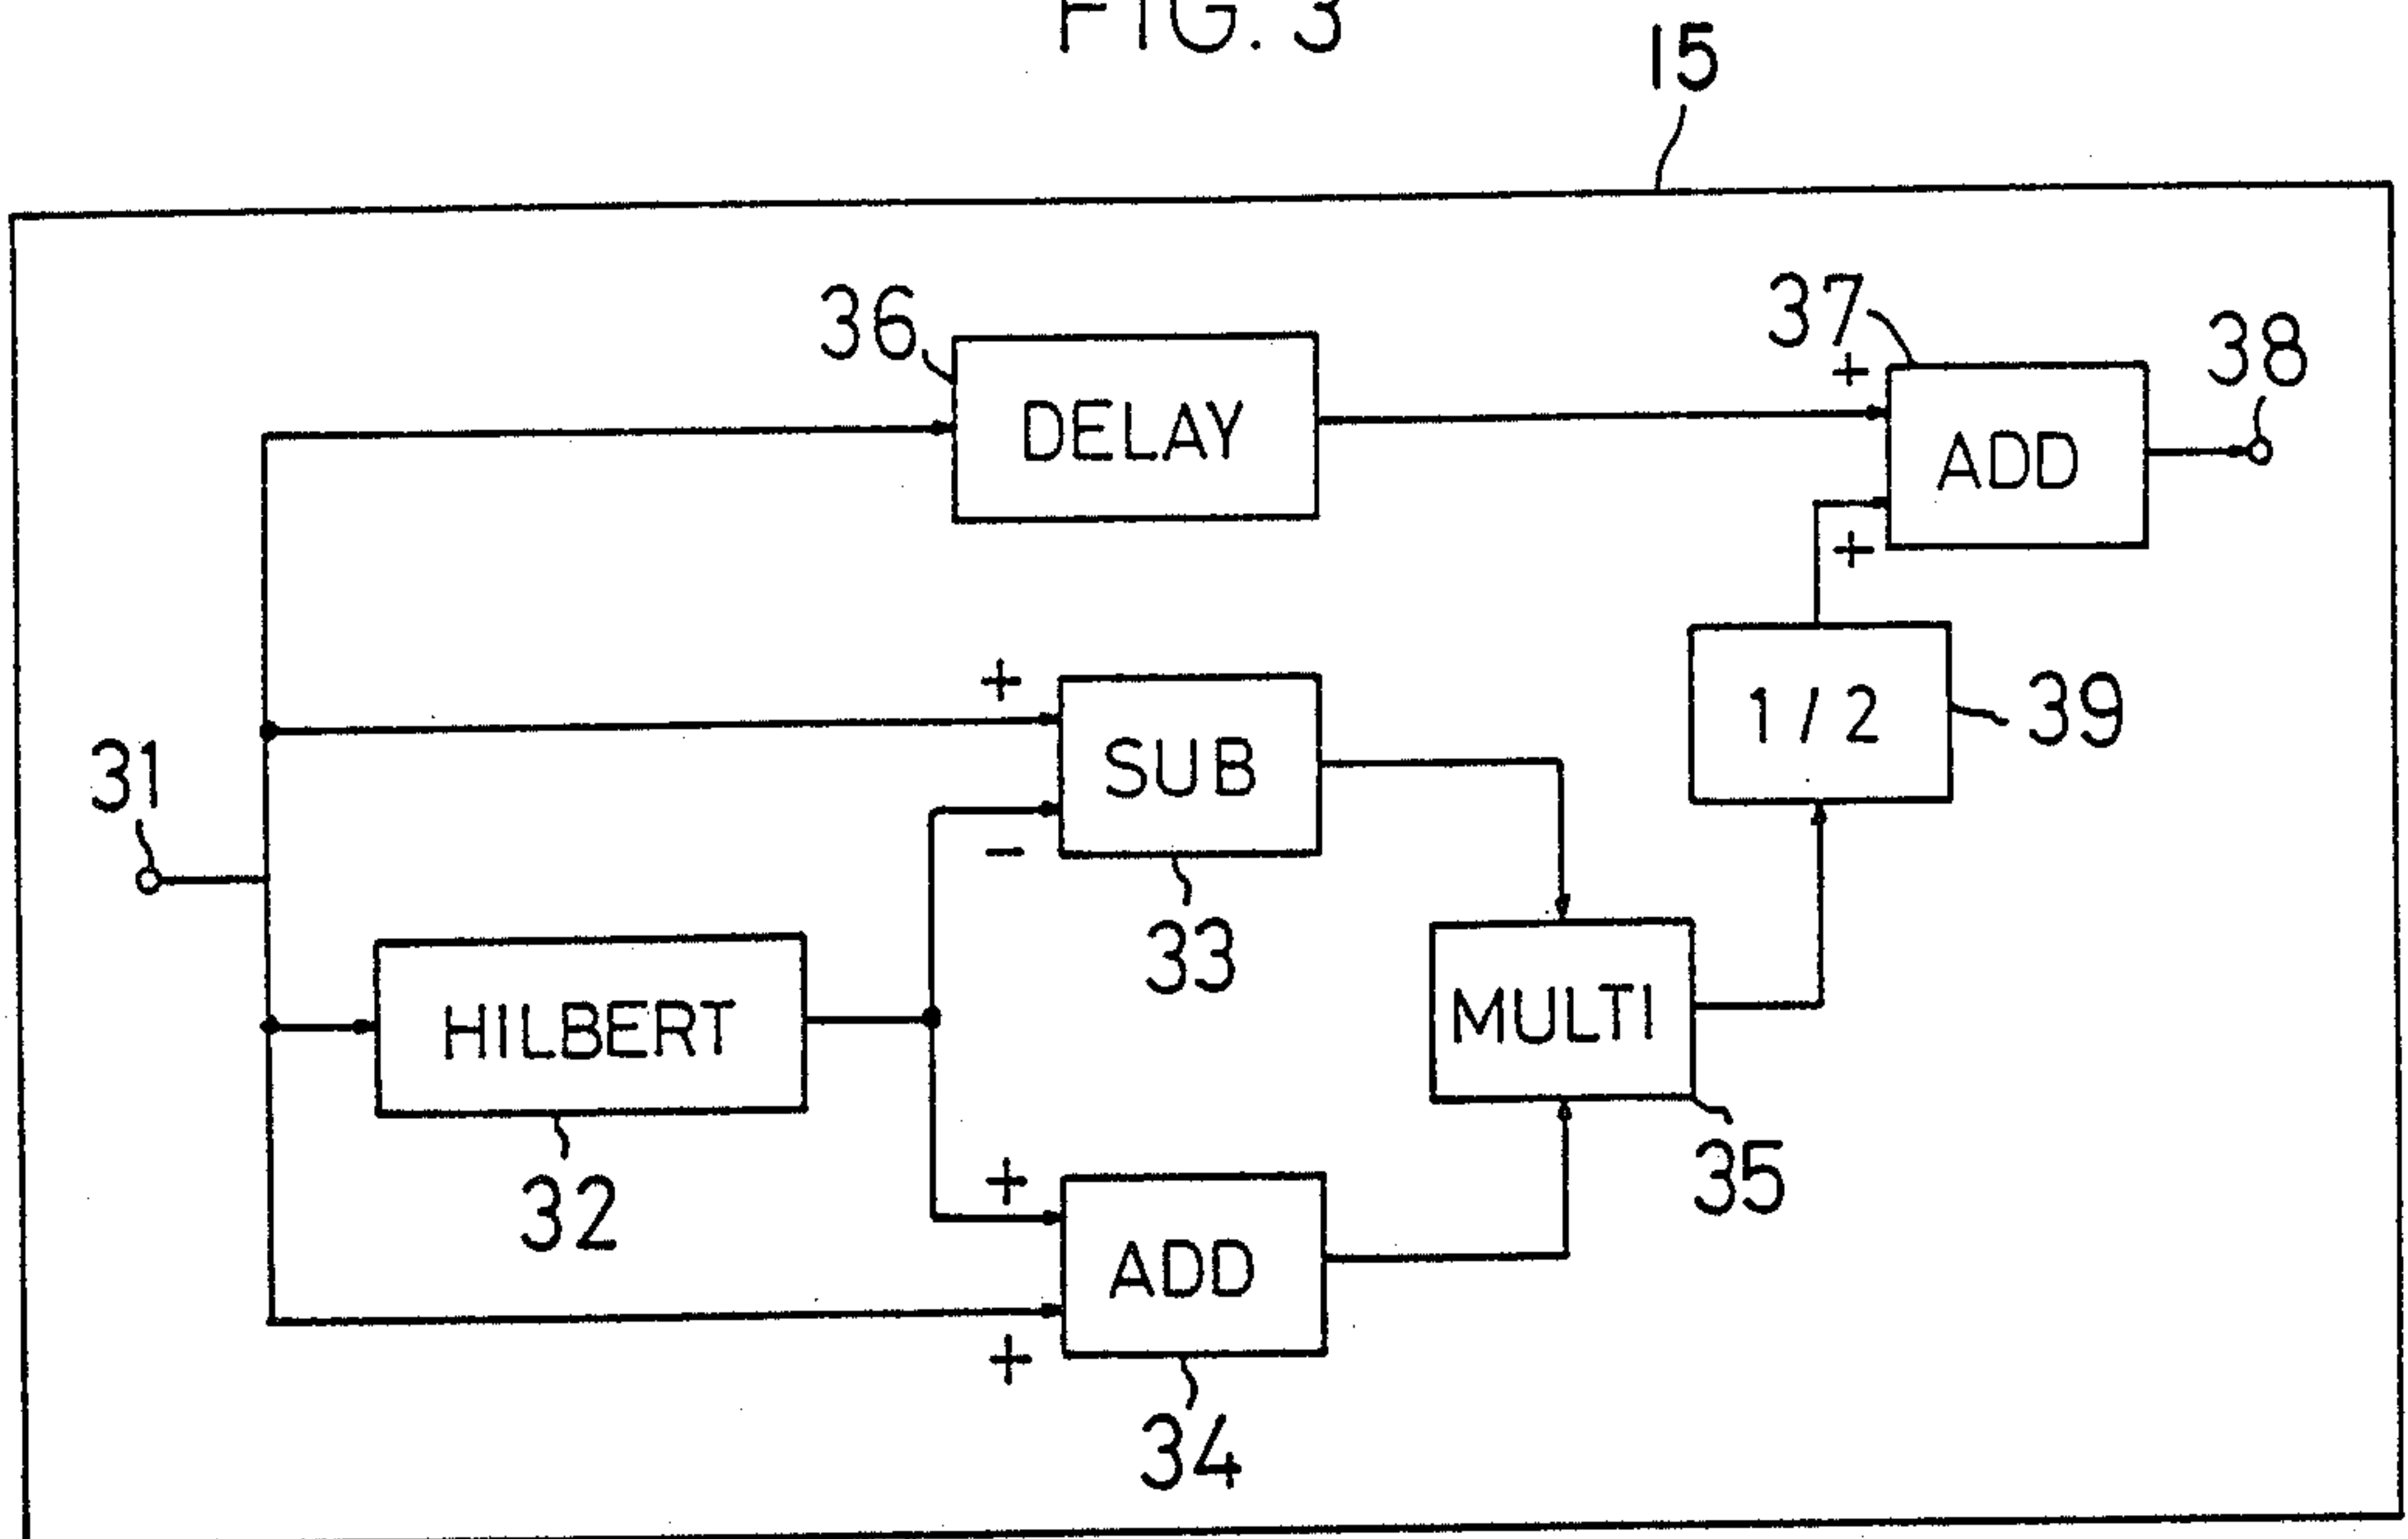 FIG. 3
15
36
DELAY
37
+
ADD
38
+
1/2
39
+
SUB
-
33
31
HILBERT
32
MULTI
35
+
ADD
+
34